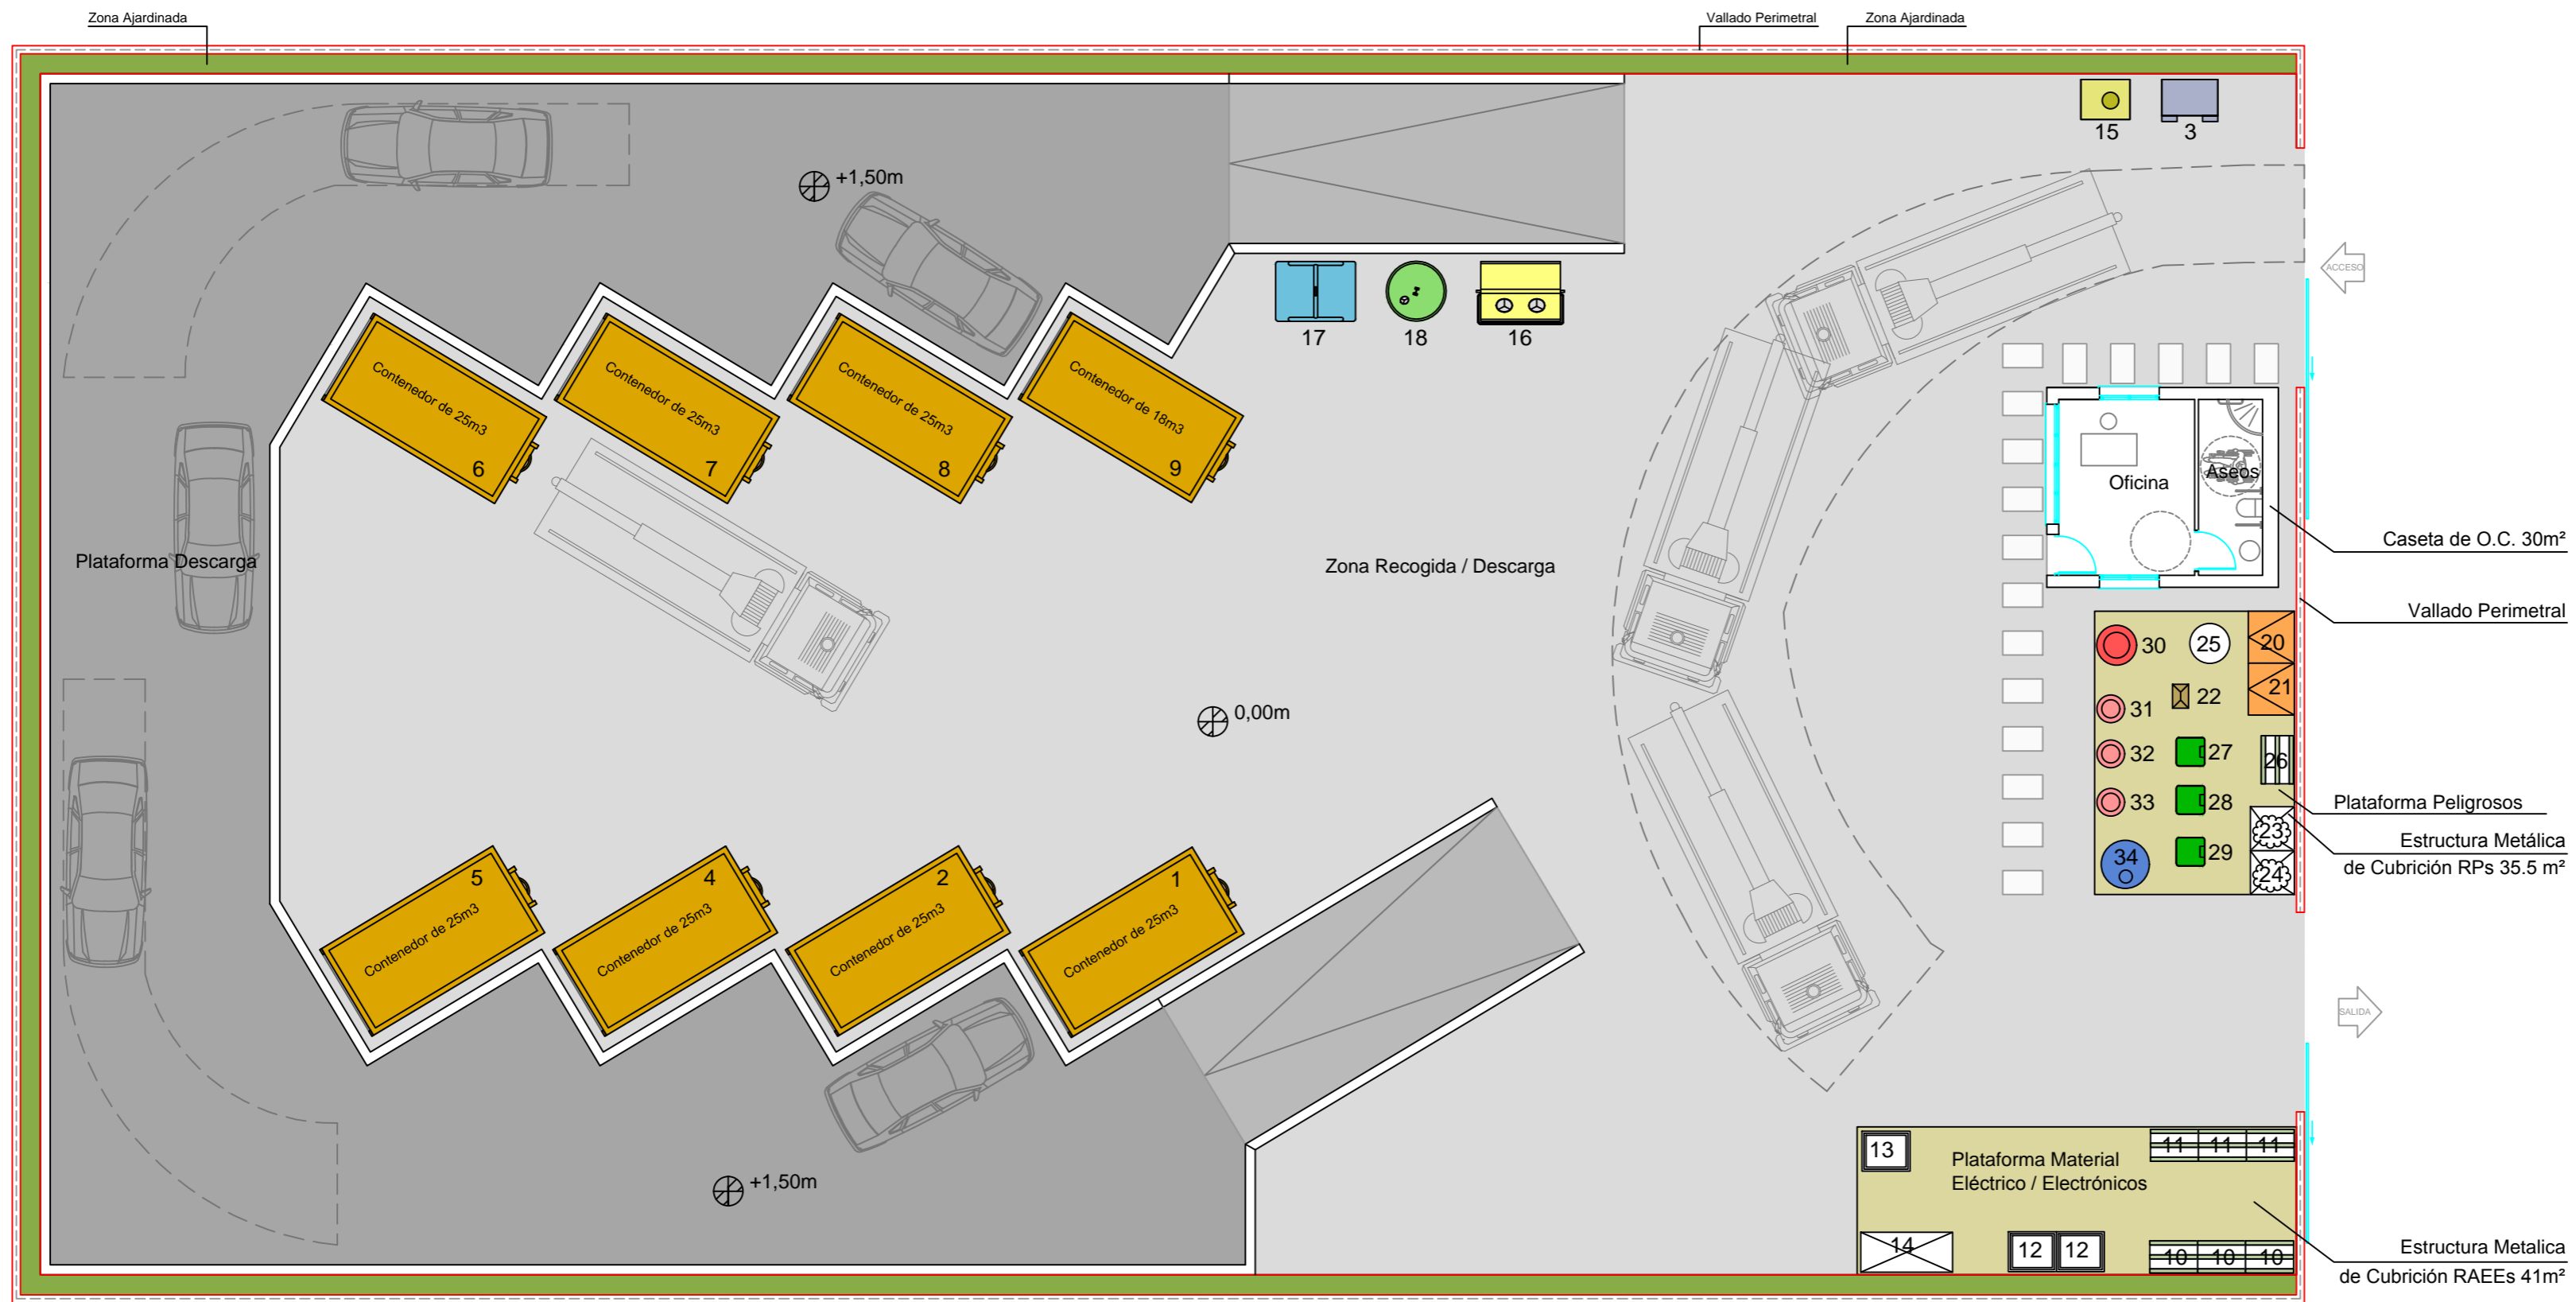 Zona Ajardinada
Vallado Perimetral
Zona Ajardinada
15
3
+1,50m
ACCESO
17
18
16
Contenedor de 25m3
6
Contenedor de 25m3
7
Contenedor de 25m3
8
Contenedor de 18m3
9
Oficina
Aseos
Caseta de O.C. 30m²
Plataforma Descarga
Zona Recogida / Descarga
Vallado Perimetral
30
25
20
21
22
31
0,00m
32
27
26
33
28
Plataforma Peligrosos
23
Estructura Metálica
de Cubrición RPs 35.5 m²
34
29
24
5
Contenedor de 25m3
4
Contenedor de 25m3
2
Contenedor de 25m3
1
Contenedor de 25m3
SALIDA
+1,50m
13
Plataforma Material
Eléctrico / Electrónicos
11 11 11
14
12 12
10 10 10
Estructura Metalica
de Cubrición RAEEs 41m²